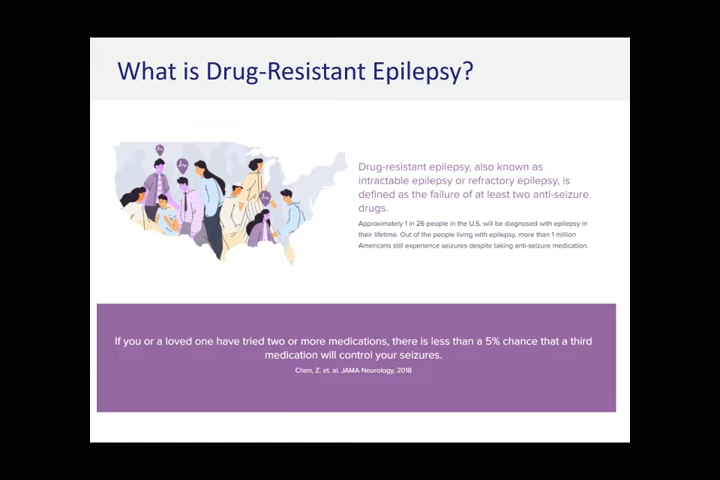 What is Drug-Resistant Epilepsy?
Drug-resistant epilepsy, also known as
intractable epilepsy or refractory epilepsy, is
defined as the failure of at least two anti-seizure
drugs.
Approximately 1 in 26 people in the U.S. will be diagnosed with epilepsy in
their lifetime. Out of the people living with epilepsy, more than 1 million
Americans still experience seizures despite taking anti-seizure medication.
If you or a loved one have tried two or more medications, there is less than a 5% chance that a third
medication will control your seizures.
Chen, Z. et. al. JAMA Neurology, 2018